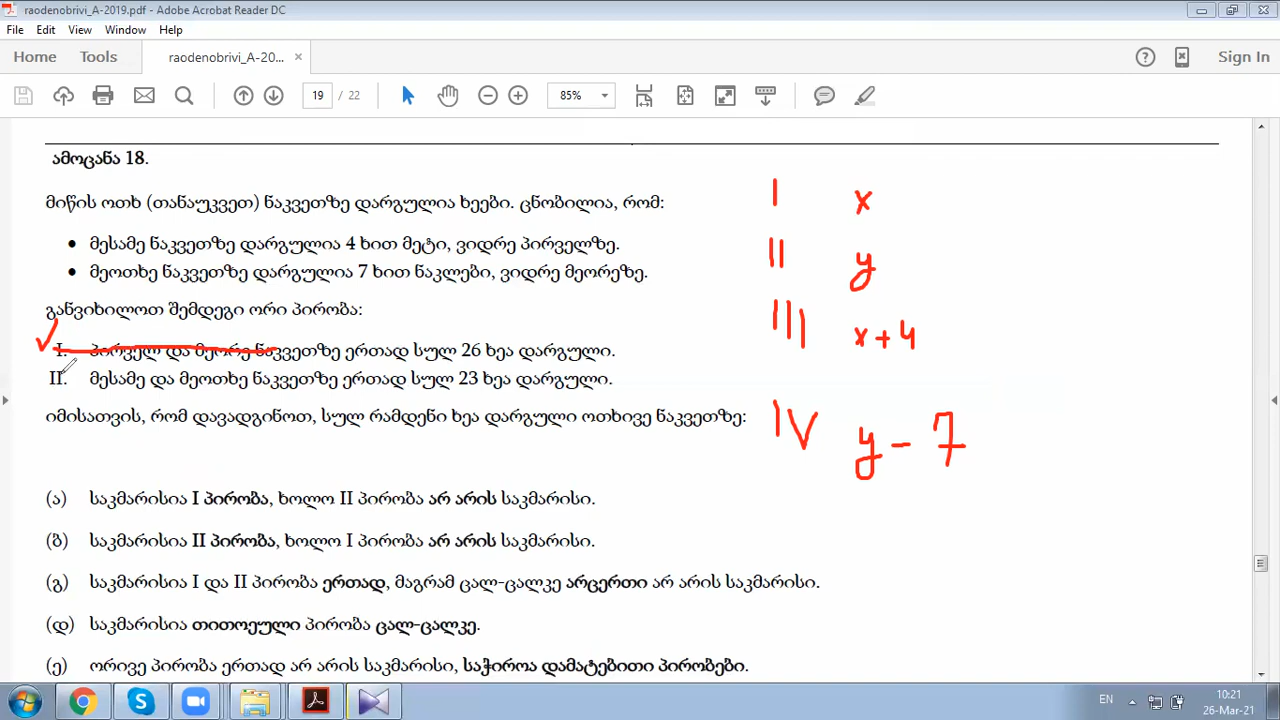 raodenobrivi_A-2019.pdf - Adobe Acrobat Reader DC
File Edit View Window Help
Home Tools raodenobrivi_A-20... × Sign In
19 / 22 85%
ამოცანა 18.
მიწის ოთხ (თანაუკვეთ) ნაკვეთზე დარგულია ხეები. ცნობილია, რომ:
• მესამე ნაკვეთზე დარგულია 4 ხით მეტი, ვიდრე პირველზე.
• მეოთხე ნაკვეთზე დარგულია 7 ხით ნაკლები, ვიდრე მეორეზე.
განვიხილოთ შემდეგი ორი პირობა:
I. პირველ და მეორე ნაკვეთზე ერთად სულ 26 ხეა დარგული.
II. მესამე და მეოთხე ნაკვეთზე ერთად სულ 23 ხეა დარგული.
იმისათვის, რომ დავადგინოთ, სულ რამდენი ხეა დარგული ოთხივე ნაკვეთზე:
(ა) საკმარისია I პირობა, ხოლო II პირობა არ არის საკმარისი.
(ბ) საკმარისია II პირობა, ხოლო I პირობა არ არის საკმარისი.
(გ) საკმარისია I და II პირობა ერთად, მაგრამ ცალ-ცალკე არცერთი არ არის საკმარისი.
(დ) საკმარისია თითოეული პირობა ცალ-ცალკე.
(ე) ორივე პირობა ერთად არ არის საკმარისი, საჭიროა დამატებითი პირობები.
I x
II y
III x + 4
IV y - 7
EN 10:21
26-Mar-21